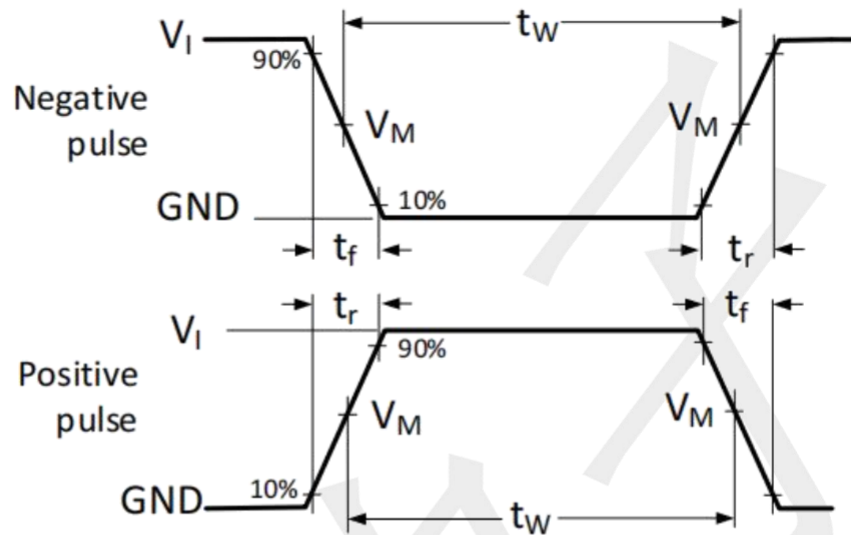 t_W
V_I
90%
Negative
pulse
V_M
V_M
GND
10%
t_f
t_r
t_r
t_f
V_I
90%
Positive
pulse
V_M
V_M
10%
GND
t_W